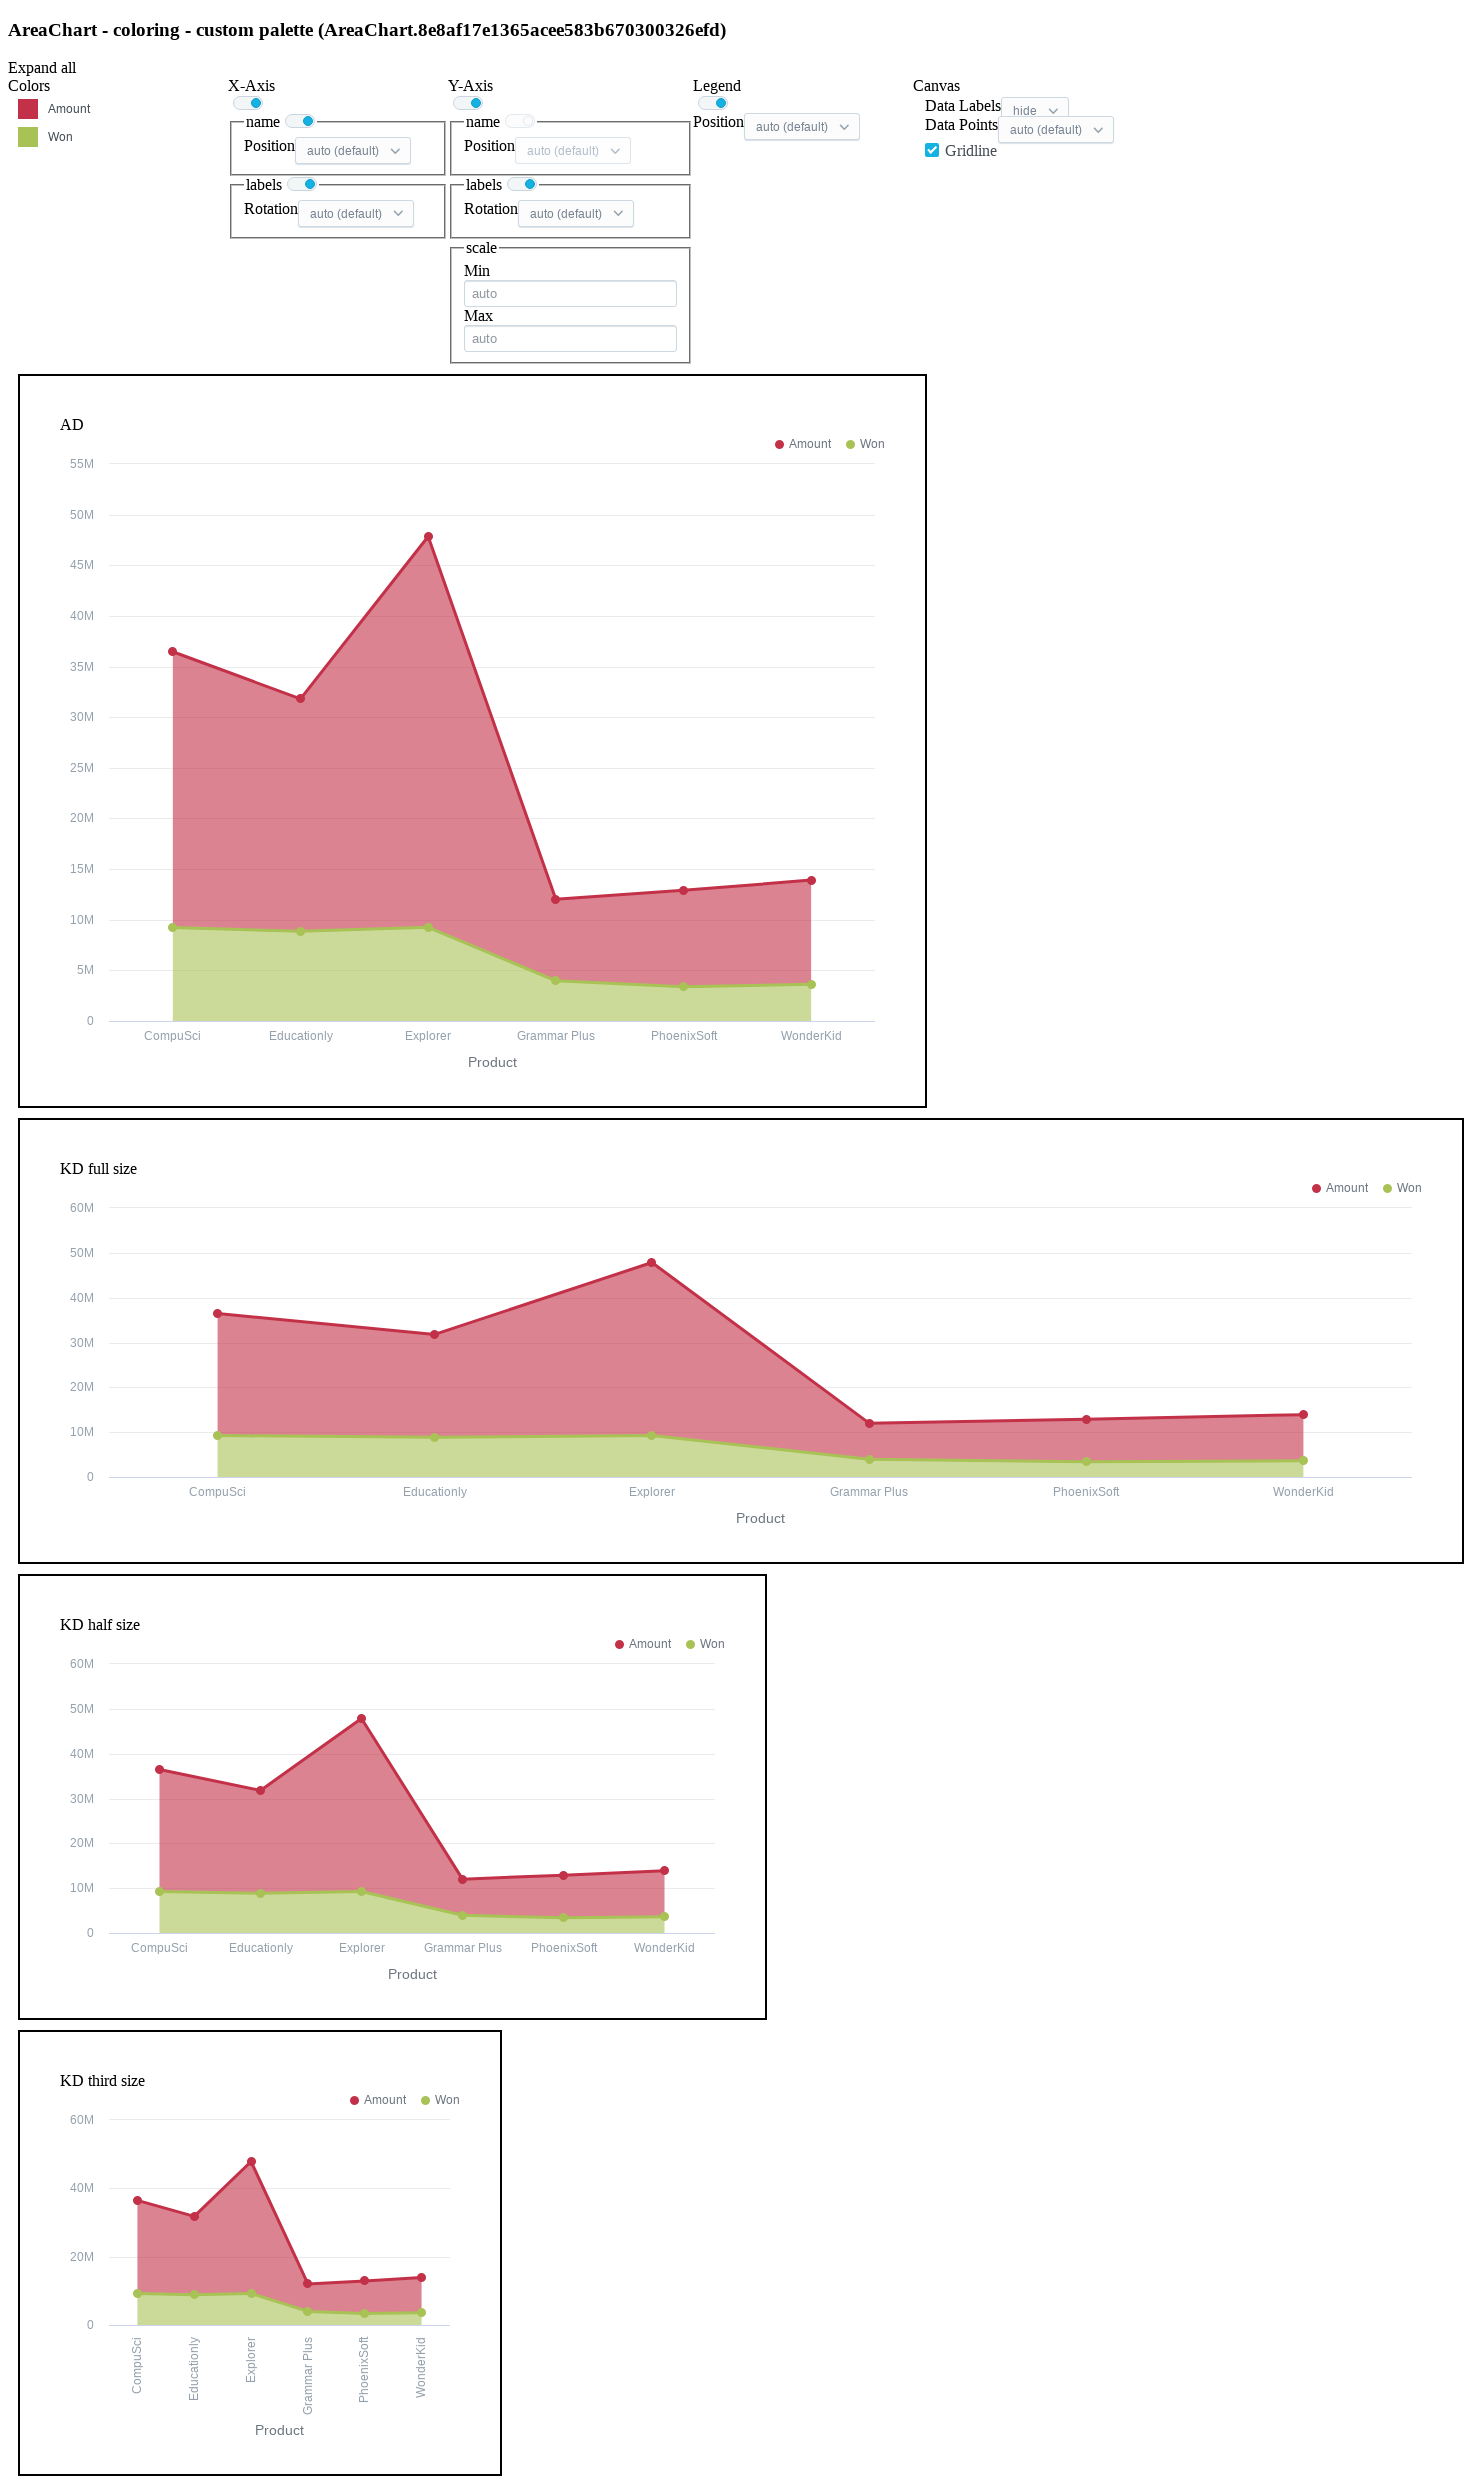 AreaChart - coloring - custom palette (AreaChart.8e8af17e1365acee583b670300326efd)
Expand all
Colors
Amount
Won
X-Axis
name
Position auto (default)
labels
Rotation auto (default)
Y-Axis
name
Position auto (default)
labels
Rotation auto (default)
scale
Min
auto
Max
auto
Legend
Position auto (default)
Canvas
Data Labels hide
Data Points auto (default)
Gridline
AD
Amount Won
55M
50M
45M
40M
35M
30M
25M
20M
15M
10M
5M
0
CompuSci Educationly Explorer Grammar Plus PhoenixSoft WonderKid
Product
KD full size
Amount Won
60M
50M
40M
30M
20M
10M
0
CompuSci Educationly Explorer Grammar Plus PhoenixSoft WonderKid
Product
KD half size
Amount Won
60M
50M
40M
30M
20M
10M
0
CompuSci Educationly Explorer Grammar Plus PhoenixSoft WonderKid
Product
KD third size
Amount Won
60M
40M
20M
0
CompuSci
Educationly
Explorer
Grammar Plus
PhoenixSoft
WonderKid
Product